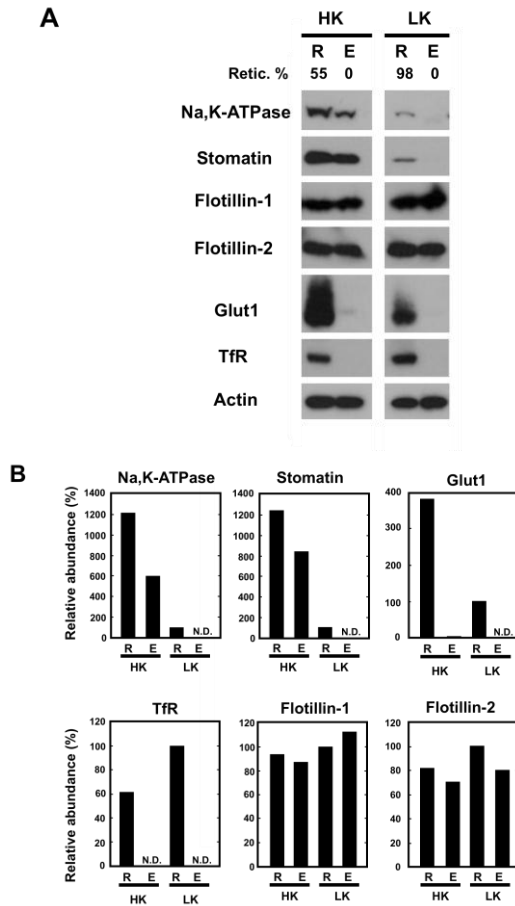 A
HK LK
R E R E
Retic. % 55 0 98 0
Na,K-ATPase
Stomatin
Flotillin-1
Flotillin-2
Glut1
TfR
Actin
B
Na,K-ATPase Stomatin Glut1
Relative abundance (%)
1400 1400 400
1200 1200
1000 1000 300
800 800
600 600 200
400 400 100
200 200
0 0 0
N.D. N.D. N.D.
R E R E R E R E R E R E
HK LK HK LK HK LK
TfR Flotillin-1 Flotillin-2
Relative abundance (%)
120 120 120
100 100 100
80 80 80
60 60 60
40 40 40
20 20 20
0 0 0
N.D. N.D.
R E R E R E R E R E R E
HK LK HK LK HK LK